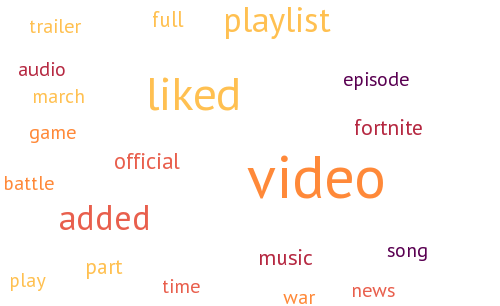 trailer full playlist
audio
liked episode
march
game fortnite
official
battle video
added
music song
play part
time war news